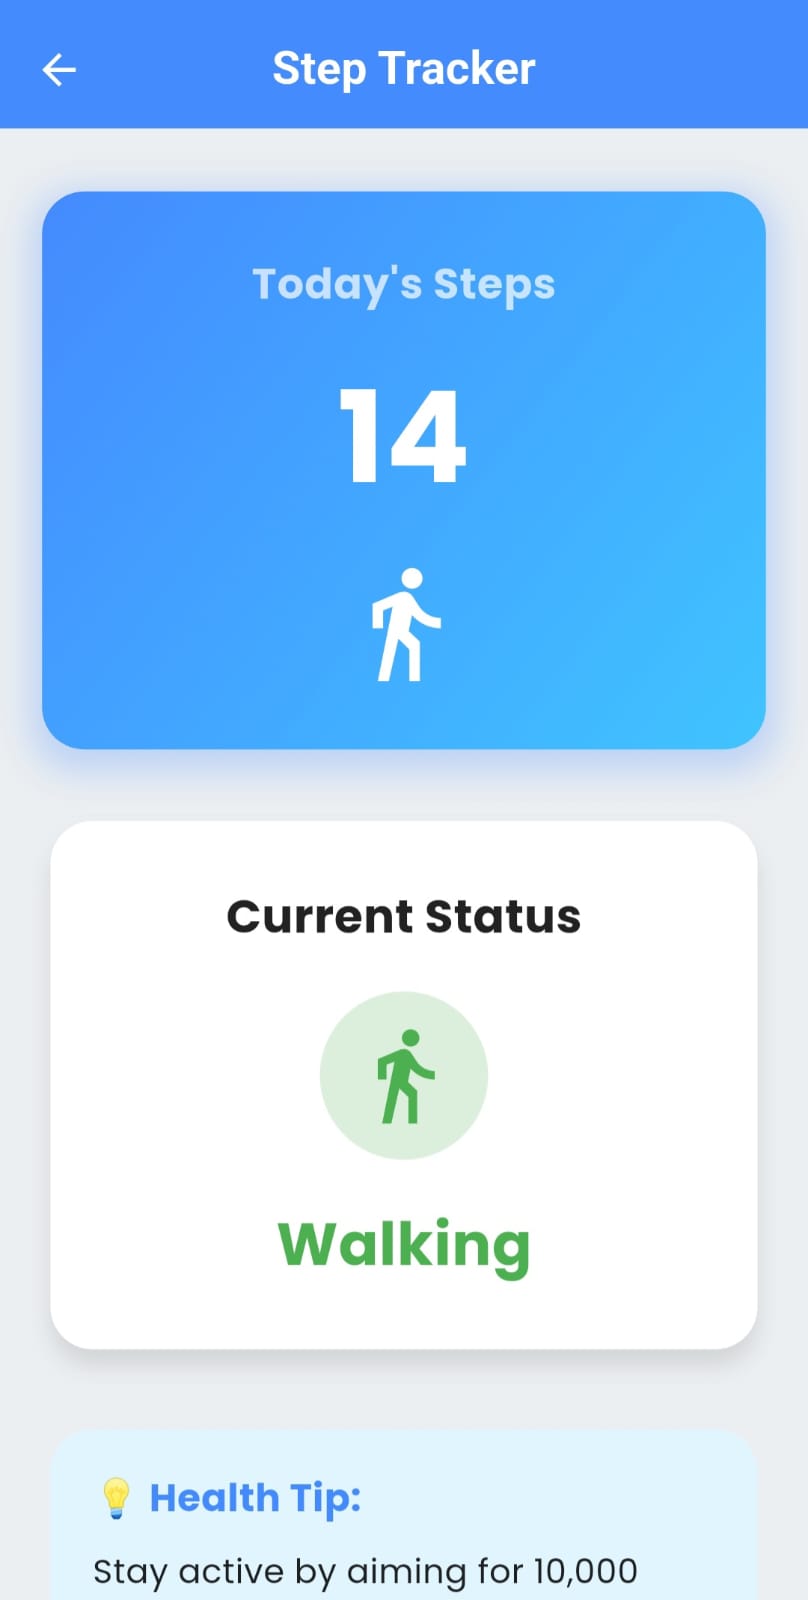 Step Tracker
Today's Steps
14
Current Status
Walking
💡 Health Tip:
Stay active by aiming for 10,000